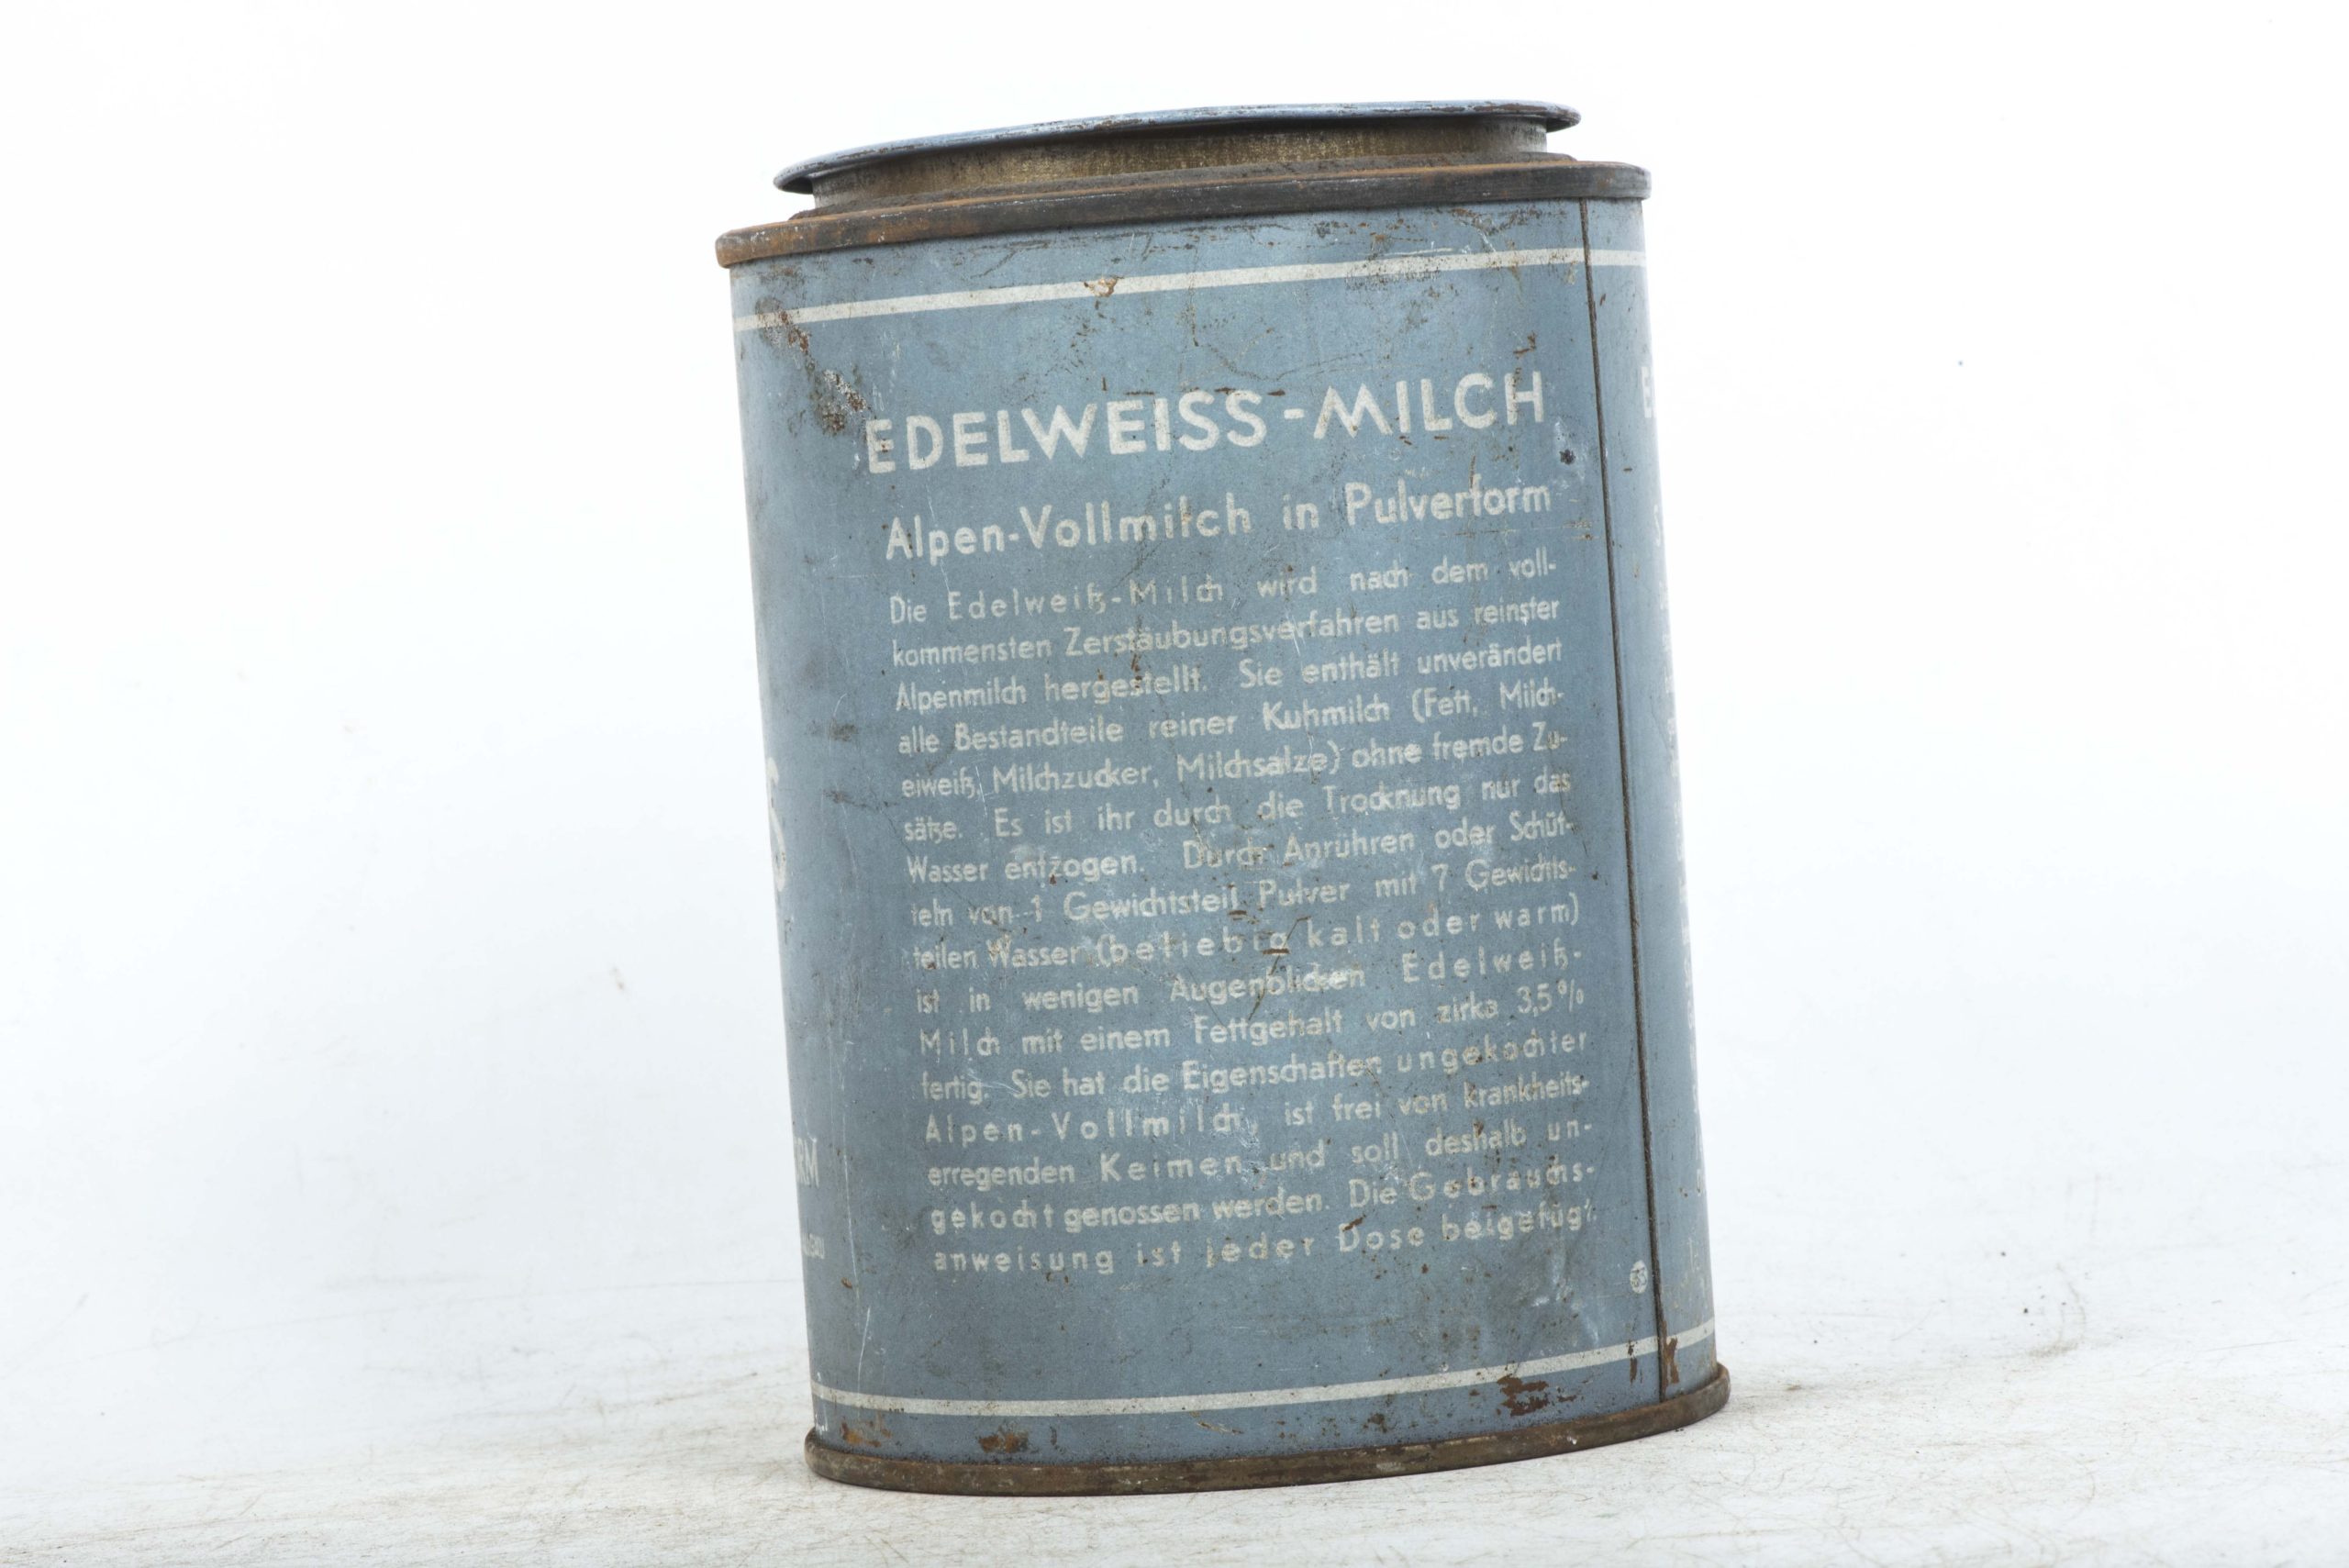 EDELWEISS-MILCH
Alpen-Vollmilch in Pulverform
Die Edelweiß-Milch wird nach dem voll-
kommensten Zerstäubungsverfahren aus reinster
Alpenmilch hergestellt. Sie enthält unverändert
alle Bestandteile reiner Kuhmilch (Fett, Milch-
eiweiß, Milchzucker, Milchsalze) ohne fremde Zu-
sätze. Es ist ihr durch die Trocknung nur das
Wasser entzogen. Durch Anrühren oder Schüt-
teln von 1 Gewichtsteil Pulver mit 7 Gewichts-
teilen Wasser (beliebig kalt oder warm)
ist in wenigen Augenblicken Edelweiß-
Milch mit einem Fettgehalt von zirka 3,5%
fertig. Sie hat die Eigenschaften ungekochter
Alpen-Vollmilch, ist frei von krankheits-
erregenden Keimen und soll deshalb un-
gekocht genossen werden. Die Gebrauchs-
anweisung ist jeder Dose beigefügt.